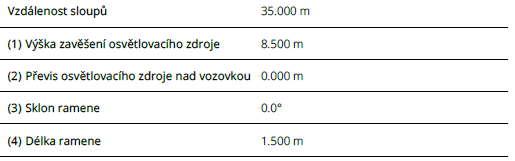 Vzdálenost sloupů 35.000 m
(1) Výška zavěšení osvětlovacího zdroje 8.500 m
(2) Převis osvětlovacího zdroje nad vozovkou 0.000 m
(3) Sklon ramene 0.0°
(4) Délka ramene 1.500 m